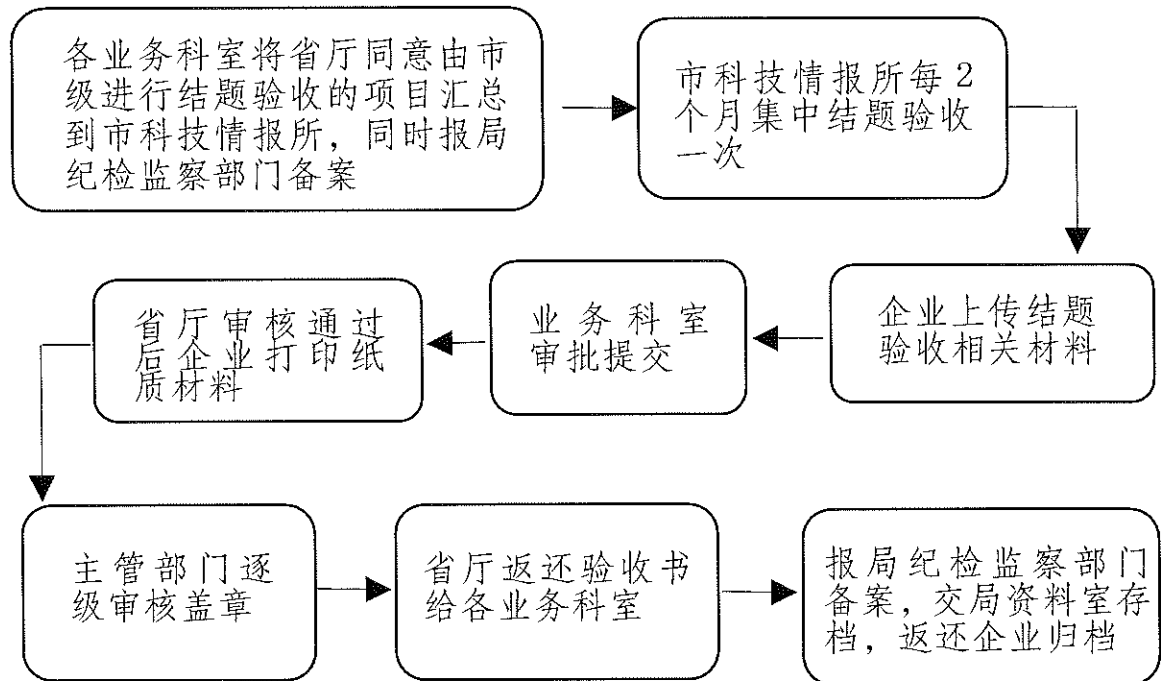 各业务科室将省厅同意由市
级进行结题验收的项目汇总
到市科技情报所，同时报局
纪检监察部门备案
市科技情报所每2
个月集中结题验收
一次
企业上传结题
验收相关材料
业务科室
审批提交
省厅审核通过
后企业打印纸
质材料
主管部门逐
级审核盖章
省厅返还验收书
给各业务科室
报局纪检监察部门
备案，交局资料室存
档，返还企业归档